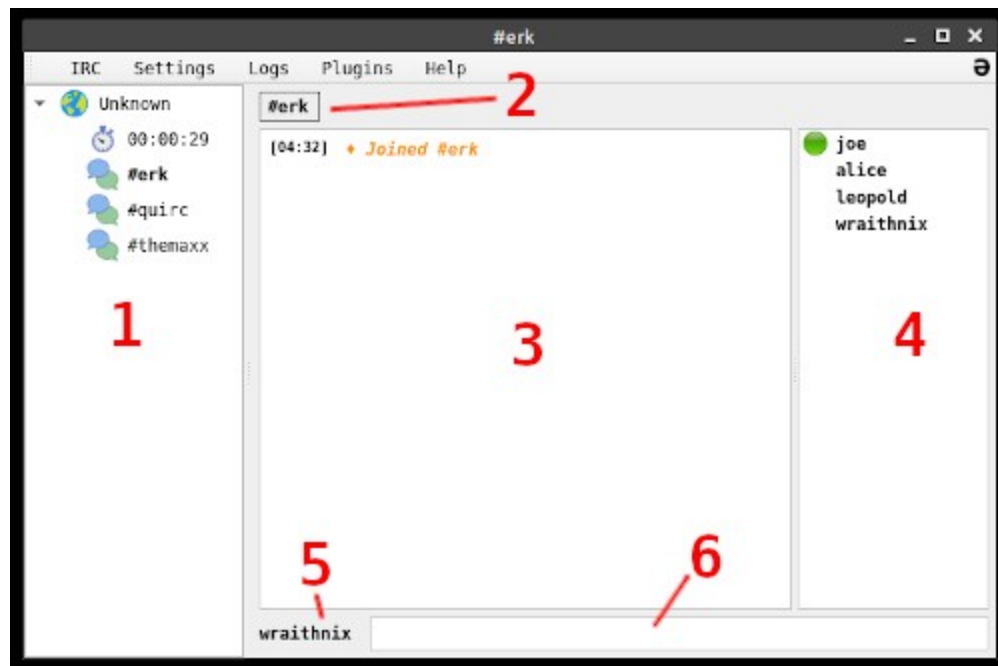 #erk
IRC Settings Logs Plugins Help ə
Unknown
00:00:29
#erk
#quirc
#themaxx
1
#erk
2
[04:32] ♦ Joined #erk
3
joe
alice
leopold
wraithnix
4
5
6
wraithnix